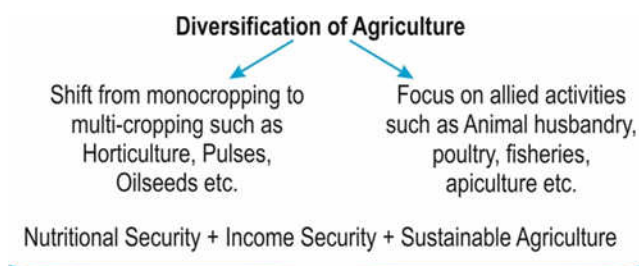 Diversification of Agriculture
Shift from monocropping to
multi-cropping such as
Horticulture, Pulses,
Oilseeds etc.
Focus on allied activities
such as Animal husbandry,
poultry, fisheries,
apiculture etc.
Nutritional Security + Income Security + Sustainable Agriculture